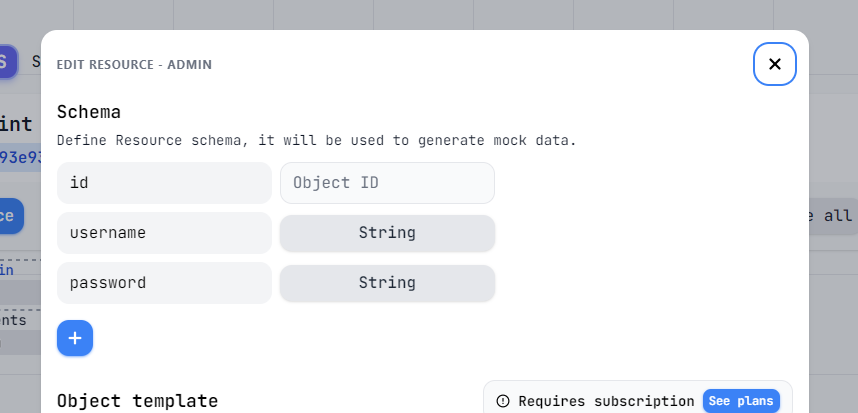 EDIT RESOURCE - ADMIN
S
S
Schema
int
Define Resource schema, it will be used to generate mock data.
93e93
id Object ID
ce
e all
username String
in
password String
ents
Object template
Requires subscription See plans